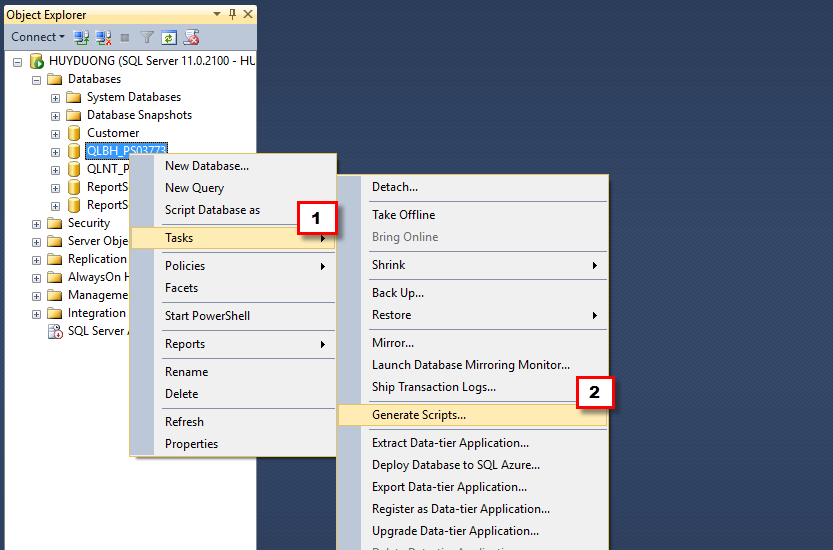 Object Explorer
Connect
HUYDUONG (SQL Server 11.0.2100 - HU
Databases
System Databases
Database Snapshots
Customer
QLBH_PS03773
QLNT_P
ReportSe
ReportSe
Security
Server Obje
Replication
AlwaysOn H
Manageme
Integration
SQL Server A
New Database...
New Query
Script Database as
1
Tasks
Policies
Facets
Start PowerShell
Reports
Rename
Delete
Refresh
Properties
Detach...
Take Offline
Bring Online
Shrink
Back Up...
Restore
Mirror...
Launch Database Mirroring Monitor...
Ship Transaction Logs...
2
Generate Scripts...
Extract Data-tier Application...
Deploy Database to SQL Azure...
Export Data-tier Application...
Register as Data-tier Application...
Upgrade Data-tier Application...